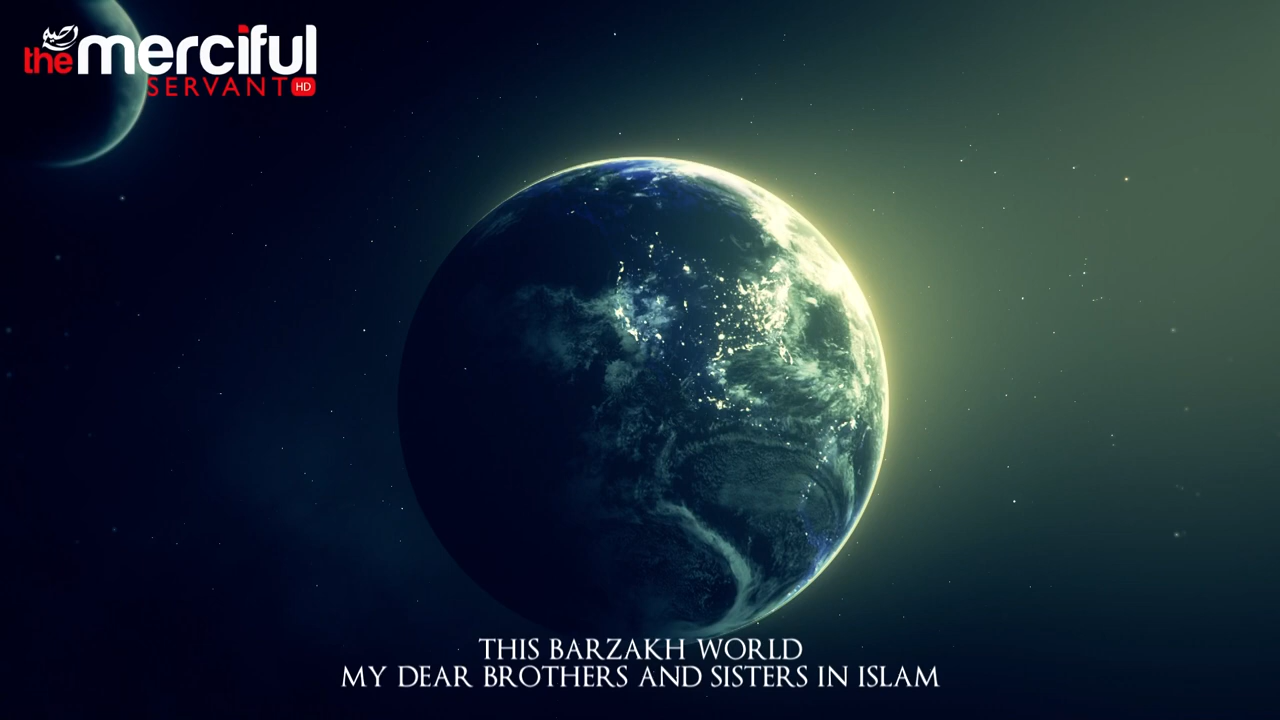 the merciful
SERVANT HD
THIS BARZAKH WORLD
MY DEAR BROTHERS AND SISTERS IN ISLAM